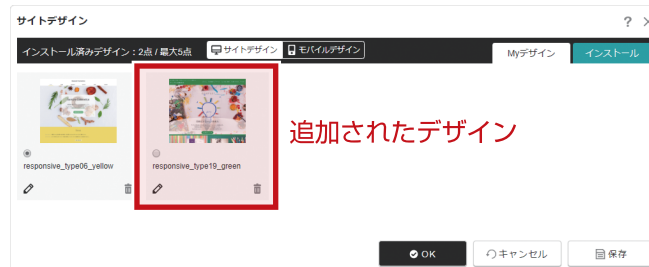 サイトデザイン ?
インストール済みデザイン : 2点 / 最大5点 サイトデザイン モバイルデザイン Myデザイン インストール
追加されたデザイン
responsive_type06_yellow responsive_type19_green
OK キャンセル 保存